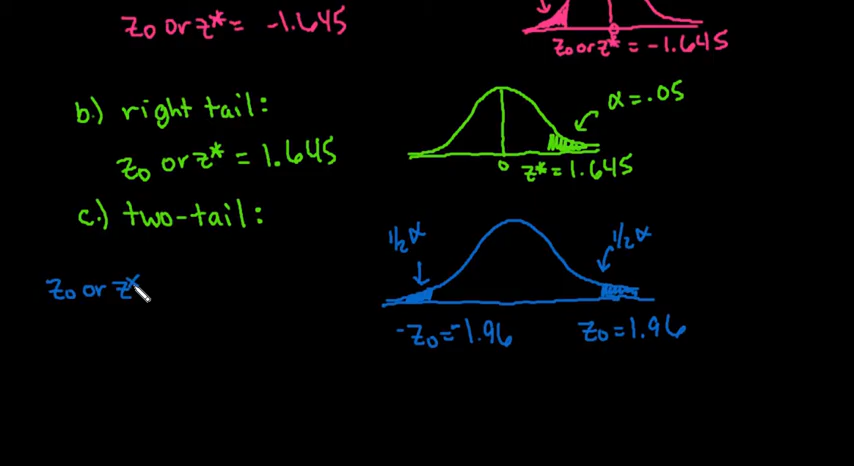 z₀ or z* = -1.645
z₀ or z* = -1.645
b.) right tail:
α = .05
z₀ or z* = 1.645
0 z* = 1.645
c.) two-tail:
½α
½α
z₀ or z*
-z₀ = -1.96
z₀ = 1.96